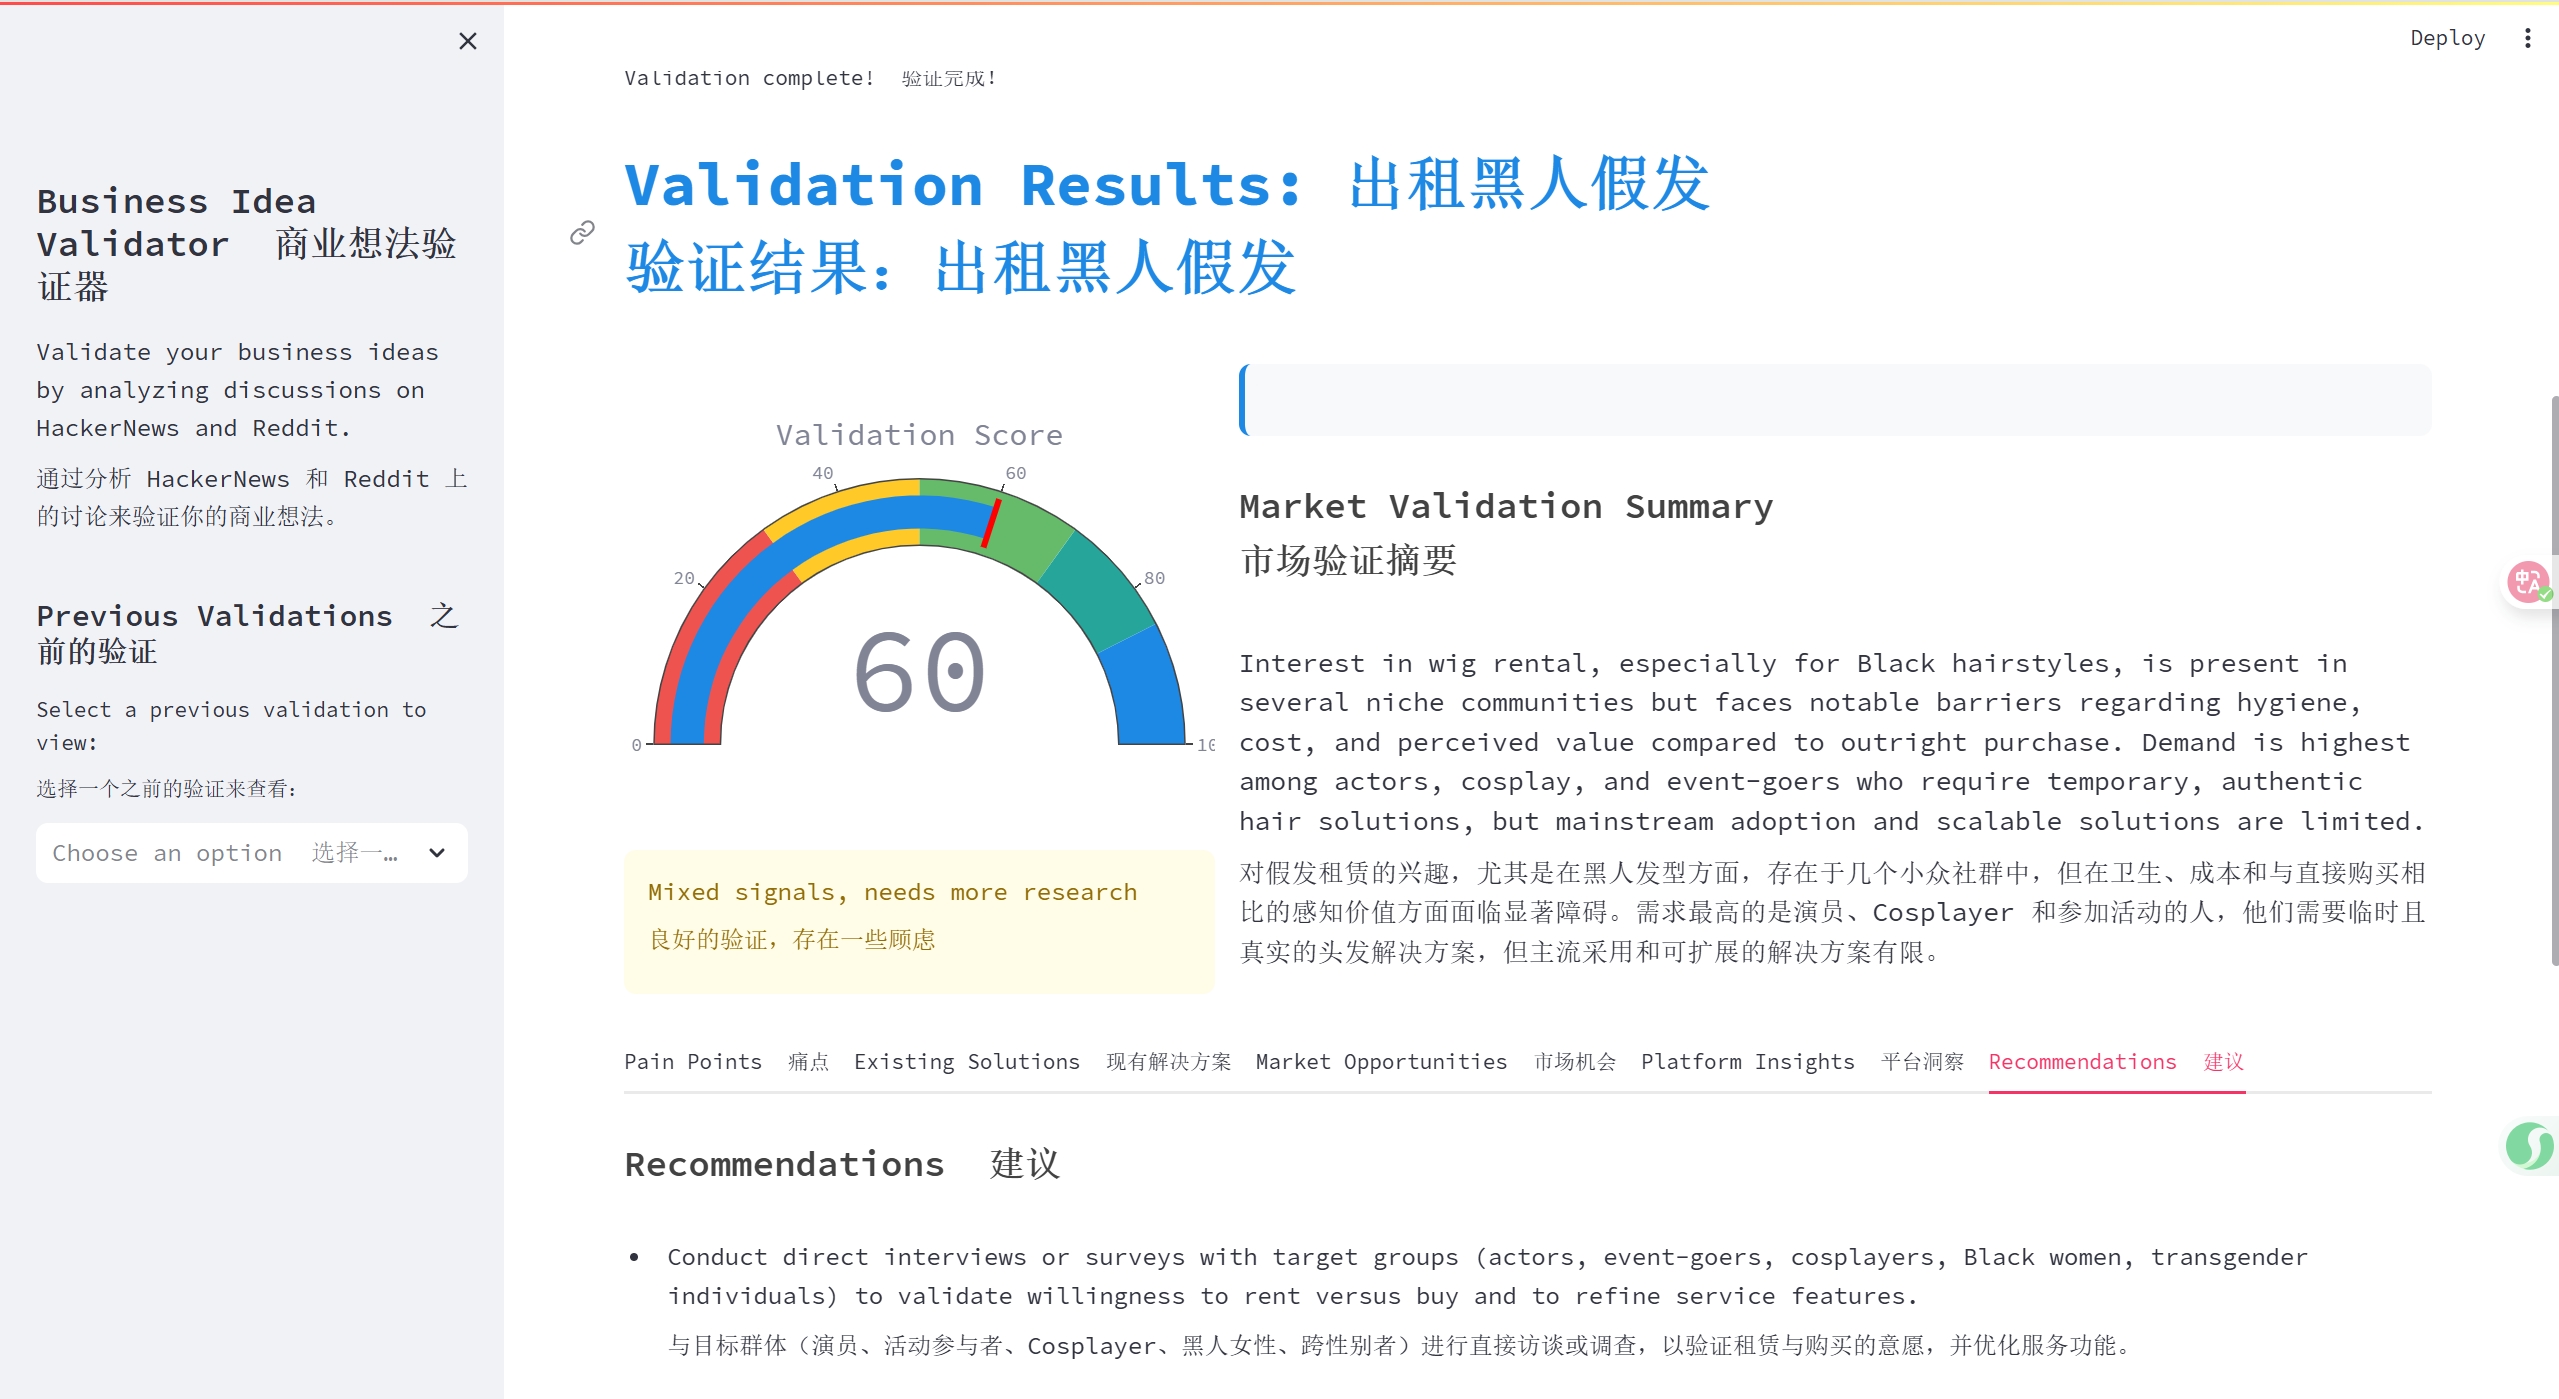 Deploy
Validation complete! 验证完成!
Business Idea
Validator 商业想法验
证器
Validate your business ideas
by analyzing discussions on
HackerNews and Reddit.
通过分析 HackerNews 和 Reddit 上
的讨论来验证你的商业想法。
Previous Validations 之
前的验证
Select a previous validation to
view:
选择一个之前的验证来查看:
Choose an option 选择一…
Validation Results: 出租黑人假发
验证结果: 出租黑人假发
Validation Score
0
20
40
60
80
10
60
Mixed signals, needs more research
良好的验证，存在一些顾虑
Market Validation Summary
市场验证摘要
Interest in wig rental, especially for Black hairstyles, is present in
several niche communities but faces notable barriers regarding hygiene,
cost, and perceived value compared to outright purchase. Demand is highest
among actors, cosplay, and event-goers who require temporary, authentic
hair solutions, but mainstream adoption and scalable solutions are limited.
对假发租赁的兴趣，尤其是在黑人发型方面，存在于几个小众社群中，但在卫生、成本和与直接购买相
比的感知价值方面面临显著障碍。需求最高的是演员、Cosplayer 和参加活动的人，他们需要临时且
真实的头发解决方案，但主流采用和可扩展的解决方案有限。
Pain Points 痛点 Existing Solutions 现有解决方案 Market Opportunities 市场机会 Platform Insights 平台洞察 Recommendations 建议
Recommendations 建议
• Conduct direct interviews or surveys with target groups (actors, event-goers, cosplayers, Black women, transgender
individuals) to validate willingness to rent versus buy and to refine service features.
与目标群体（演员、活动参与者、Cosplayer、黑人女性、跨性别者）进行直接访谈或调查，以验证租赁与购买的意愿，并优化服务功能。